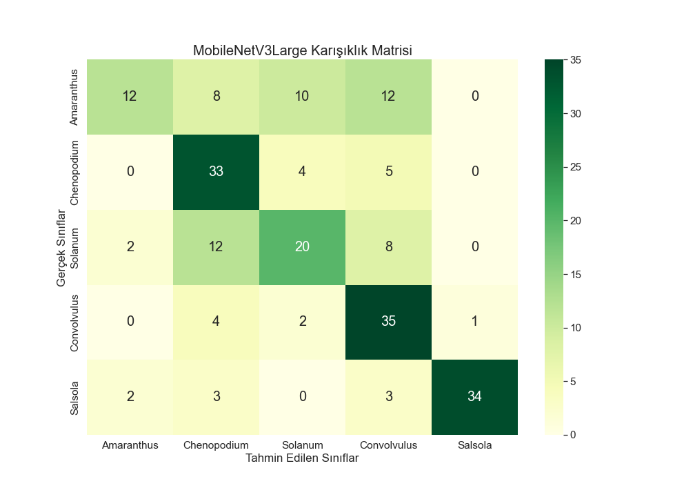 MobileNetV3Large Karışıklık Matrisi
Gerçek Sınıflar
Amaranthus 12 8 10 12 0
Chenopodium 0 33 4 5 0
Solanum 2 12 20 8 0
Convolvulus 0 4 2 35 1
Salsola 2 3 0 3 34
Amaranthus Chenopodium Solanum Convolvulus Salsola
Tahmin Edilen Sınıflar
35
30
25
20
15
10
5
0